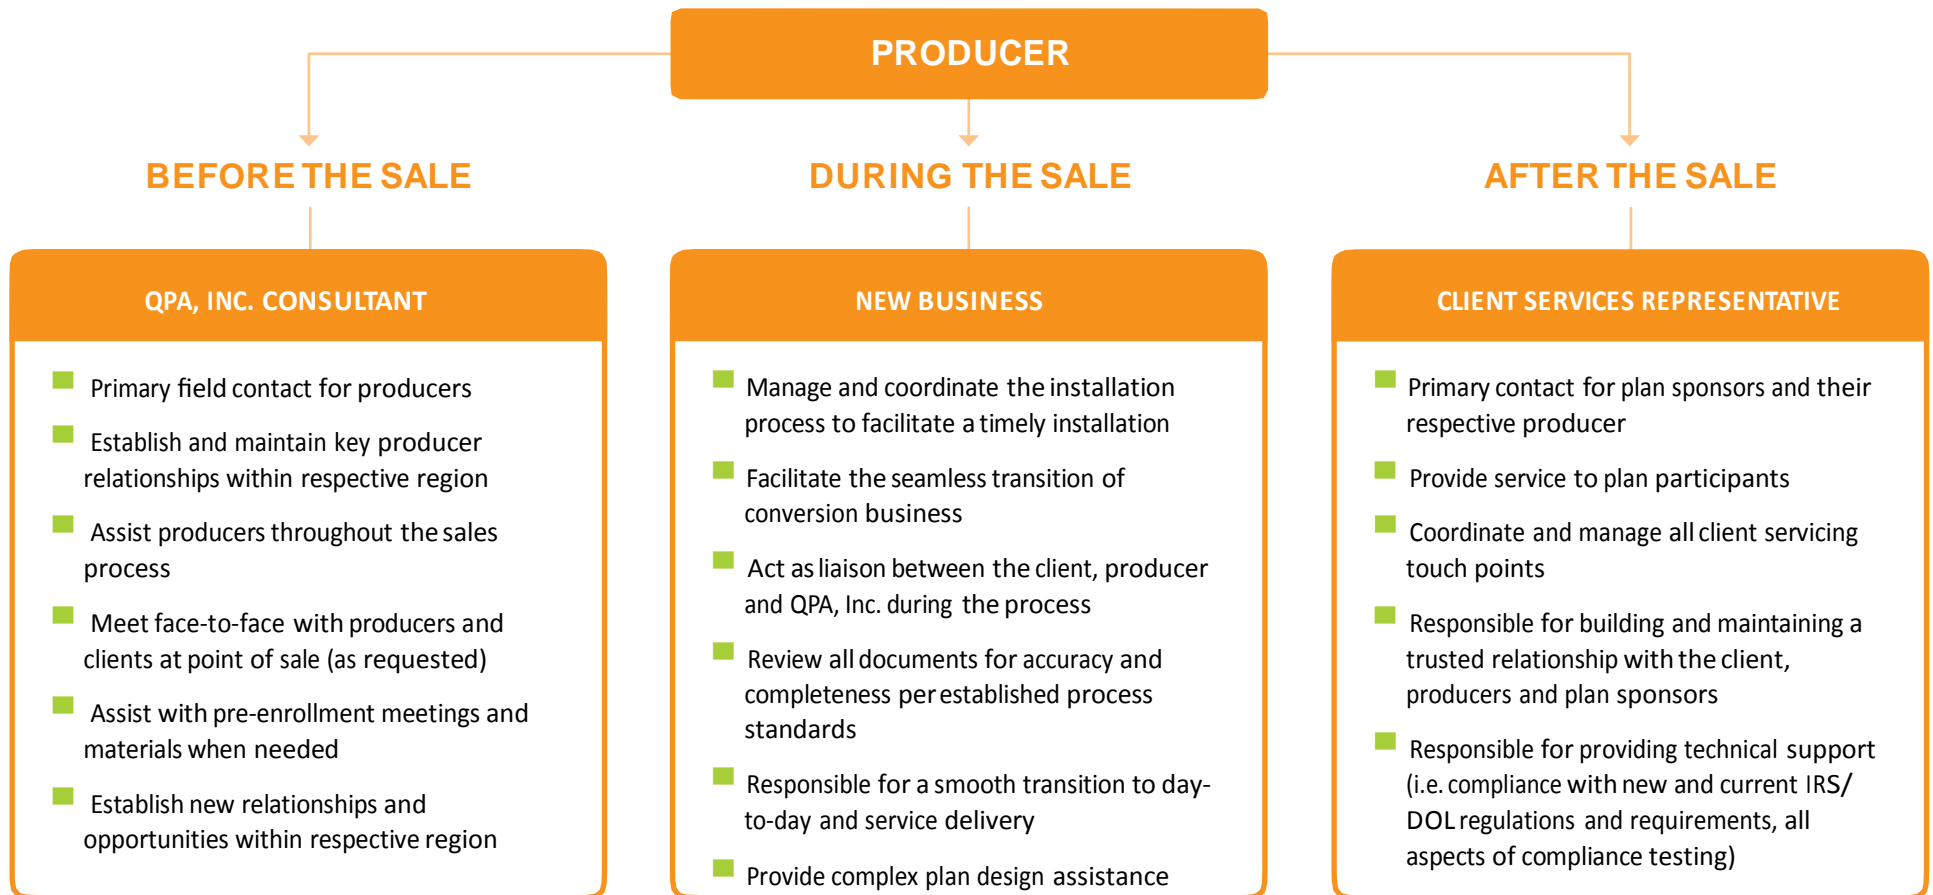 PRODUCER
BEFORE THE SALE
DURING THE SALE
AFTER THE SALE
QPA, INC. CONSULTANT
Primary field contact for producers
Establish and maintain key producer
relationships within respective region
Assist producers throughout the sales
process
Meet face-to-face with producers and
clients at point of sale (as requested)
Assist with pre-enrollment meetings and
materials when needed
Establish new relationships and
opportunities within respective region
NEW BUSINESS
Manage and coordinate the installation
process to facilitate a timely installation
Facilitate the seamless transition of
conversion business
Act as liaison between the client, producer
and QPA, Inc. during the process
Review all documents for accuracy and
completeness per established process
standards
Responsible for a smooth transition to day-
to-day and service delivery
Provide complex plan design assistance
CLIENT SERVICES REPRESENTATIVE
Primary contact for plan sponsors and their
respective producer
Provide service to plan participants
Coordinate and manage all client servicing
touch points
Responsible for building and maintaining a
trusted relationship with the client,
producers and plan sponsors
Responsible for providing technical support
(i.e. compliance with new and current IRS/
DOL regulations and requirements, all
aspects of compliance testing)